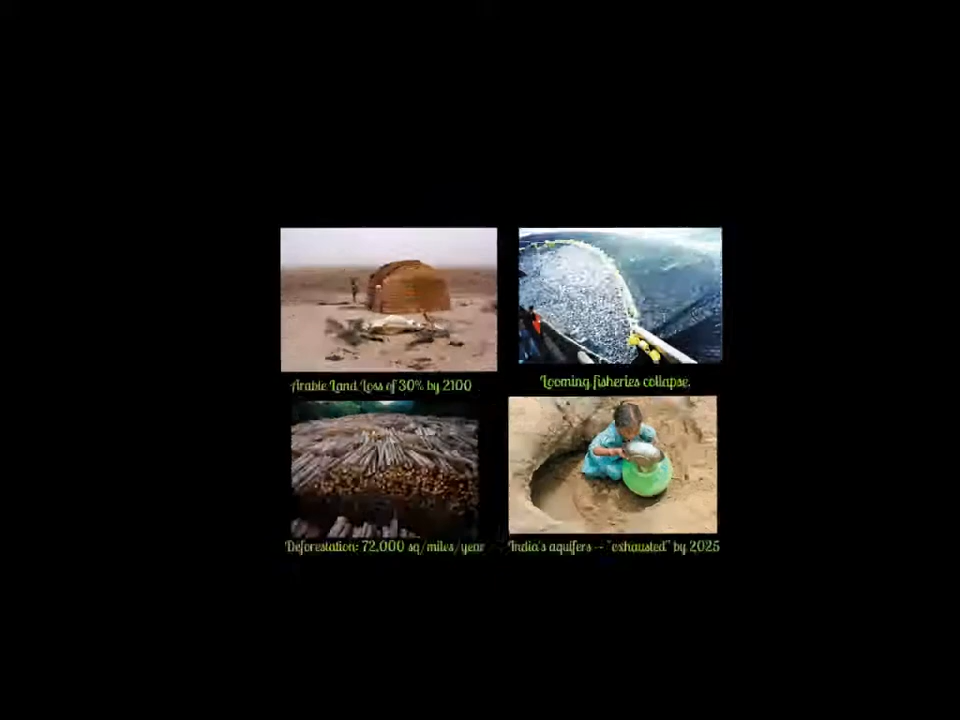 Arable Land Loss of 30% by 2100
Looming fisheries collapse.
Deforestation: 72,000 sq/miles/year
India's aquifers -- "exhausted" by 2025